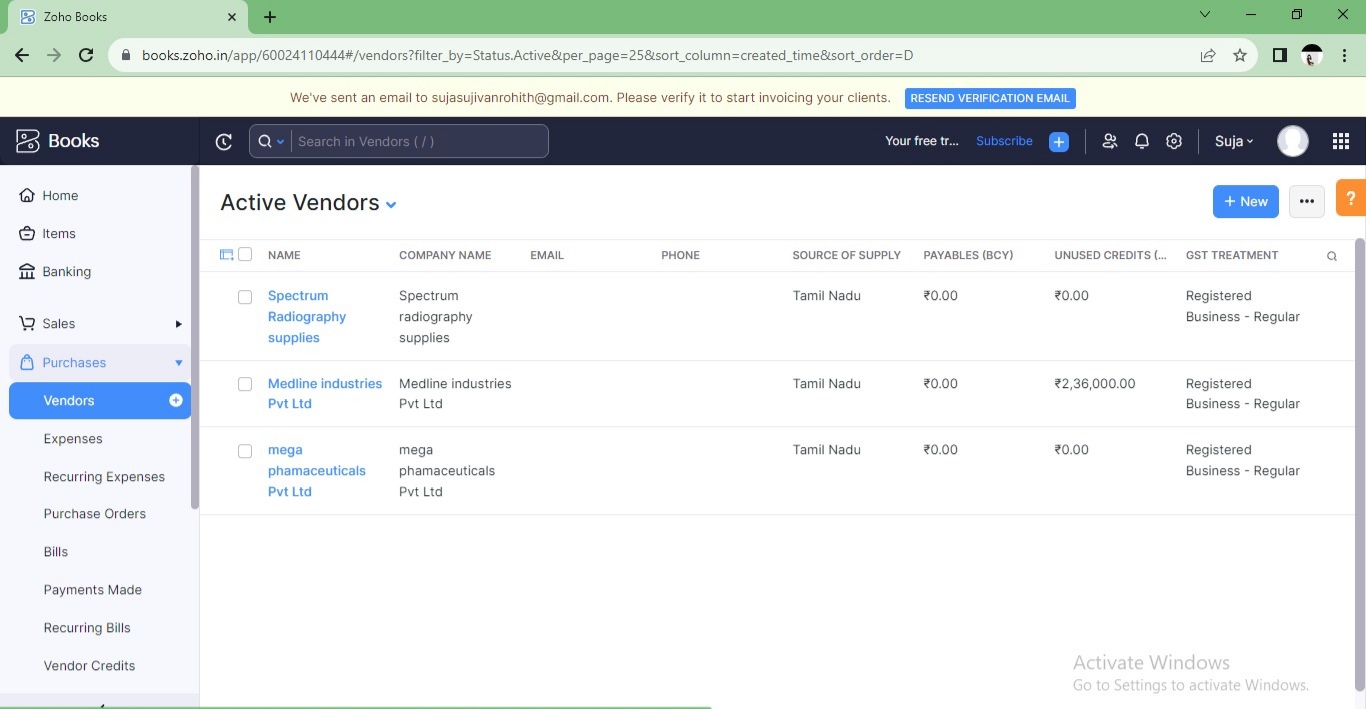 Zoho Books
books.zoho.in/app/60024110444#/vendors?filter_by=Status.Active&per_page=25&sort_column=created_time&sort_order=D
We've sent an email to sujasujivanrohith@gmail.com. Please verify it to start invoicing your clients. RESEND VERIFICATION EMAIL
Books
Search in Vendors ( / )
Your free tr... Subscribe
Suja
Home
Items
Banking
Sales
Purchases
Vendors
Expenses
Recurring Expenses
Purchase Orders
Bills
Payments Made
Recurring Bills
Vendor Credits
Active Vendors
+ New
?
NAME COMPANY NAME EMAIL PHONE SOURCE OF SUPPLY PAYABLES (BCY) UNUSED CREDITS (... GST TREATMENT
Spectrum Spectrum Tamil Nadu ₹0.00 ₹0.00 Registered
Radiography radiography Business - Regular
supplies supplies
Medline industries Medline industries Tamil Nadu ₹0.00 ₹2,36,000.00 Registered
Pvt Ltd Pvt Ltd Business - Regular
mega mega Tamil Nadu ₹0.00 ₹0.00 Registered
phamaceuticals phamaceuticals Business - Regular
Pvt Ltd Pvt Ltd
Activate Windows
Go to Settings to activate Windows.